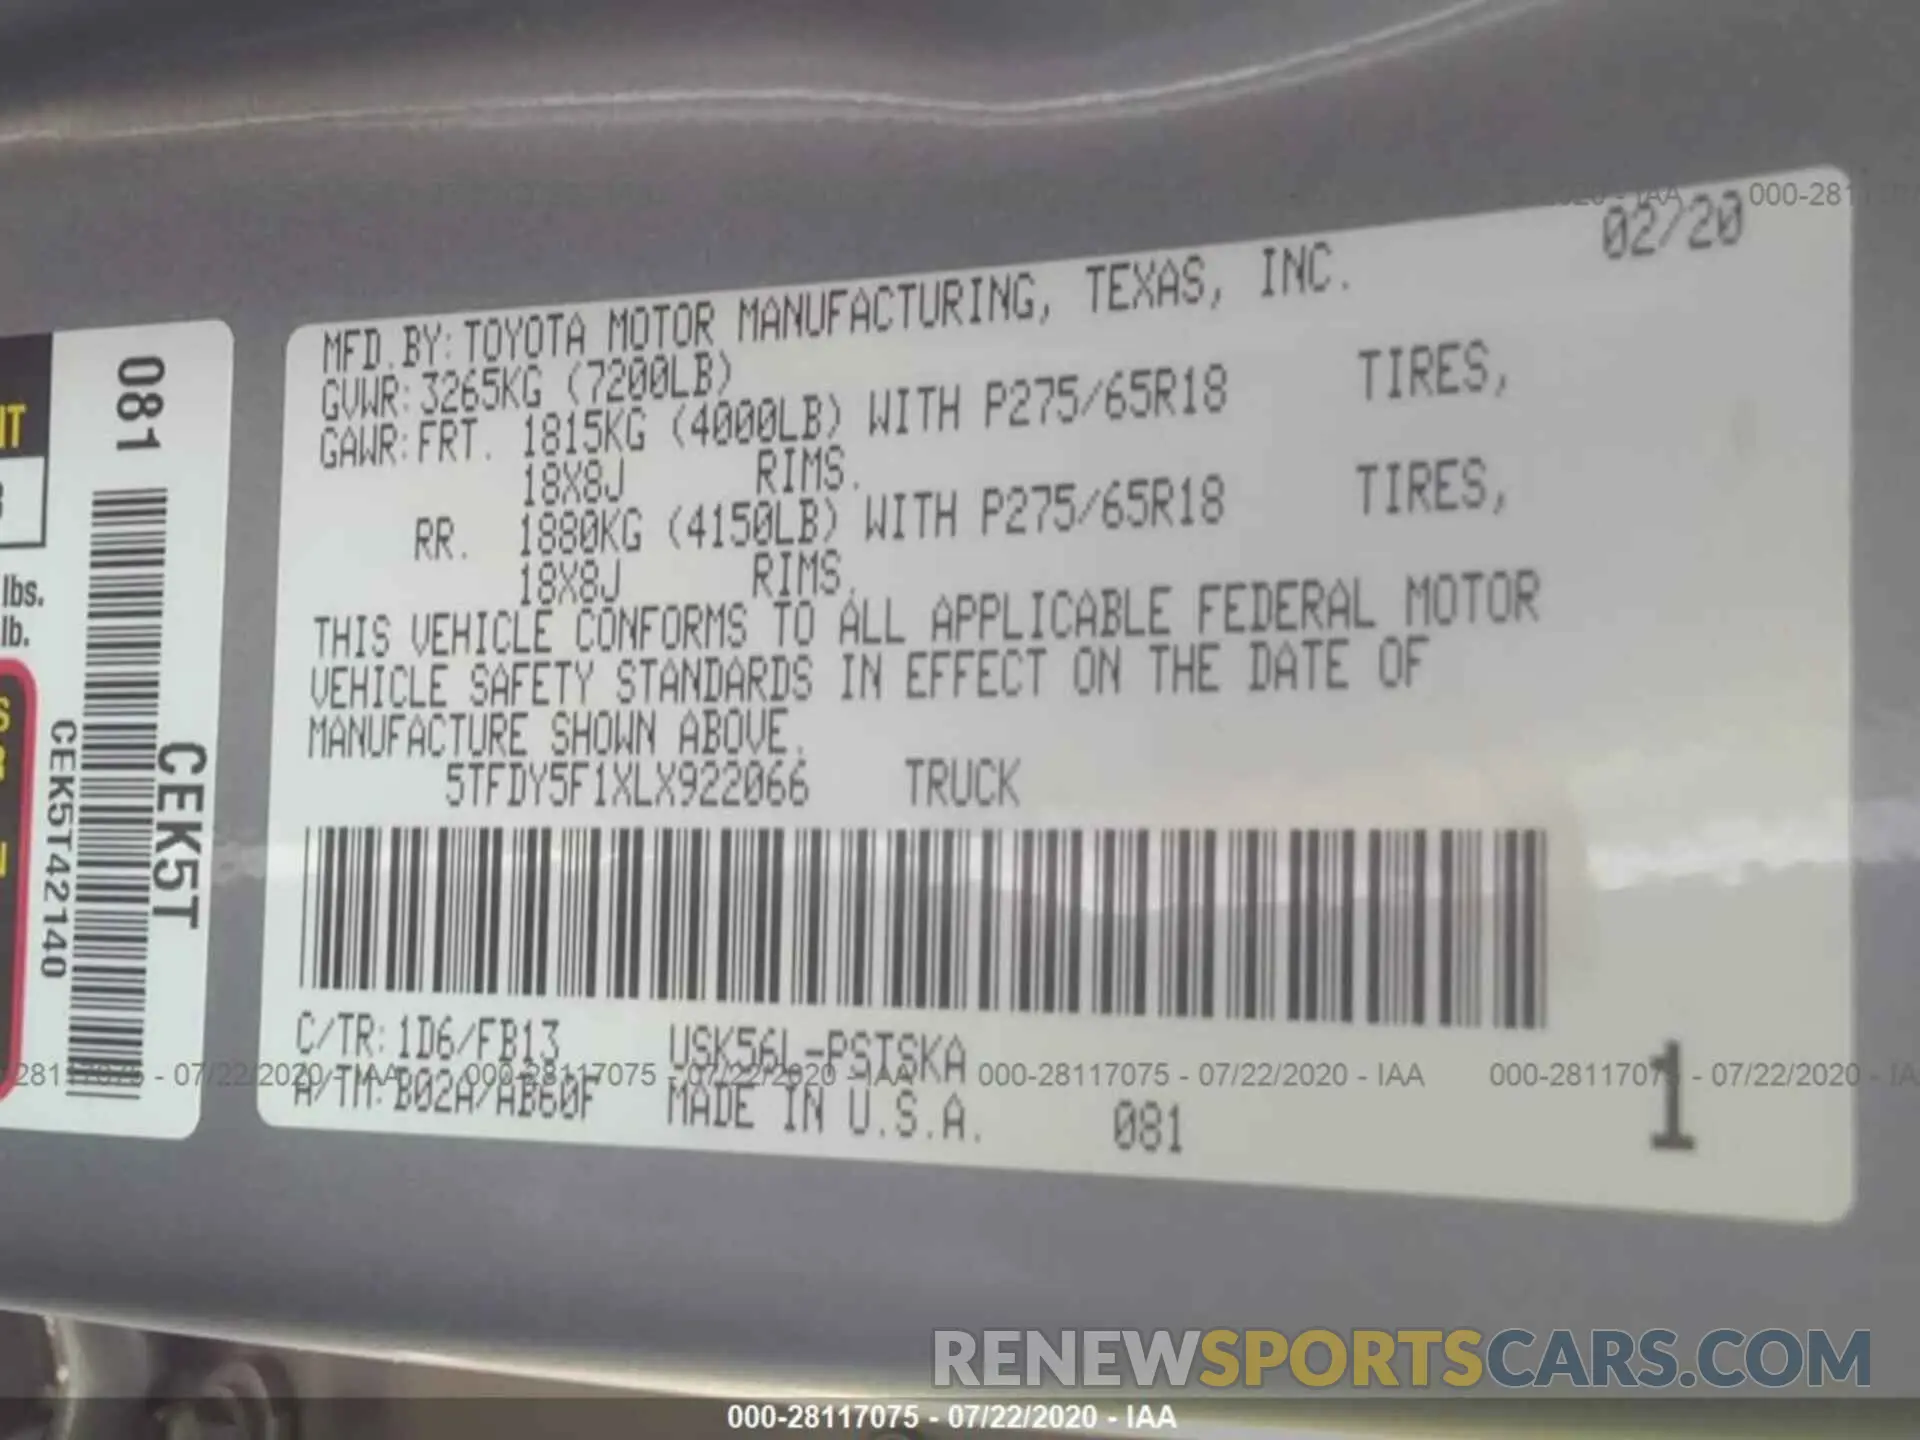 02/20
MFD.BY: TOYOTA MOTOR MANUFACTURING, TEXAS, INC.
GVWR: 3265KG (7200LB)
GAWR: FRT. 1815KG (4000LB) WITH P275/65R18 TIRES,
18X8J RIMS.
RR. 1880KG (4150LB) WITH P275/65R18 TIRES,
18X8J RIMS.
THIS VEHICLE CONFORMS TO ALL APPLICABLE FEDERAL MOTOR
VEHICLE SAFETY STANDARDS IN EFFECT ON THE DATE OF
MANUFACTURE SHOWN ABOVE.
5TFDY5F1XLX922066 TRUCK
C/TR: 1D6/FB13 USK56L-PSTSKA
A/TM: B02A/AB60F MADE IN U.S.A. 081
1
081
CEK5T
CEK5T42140
lbs.
lb.
000-28117075 - 07/22/2020 - IAA
RENEWSPORTSCARS.COM
000-28117075 - 07/22/2020 - IAA